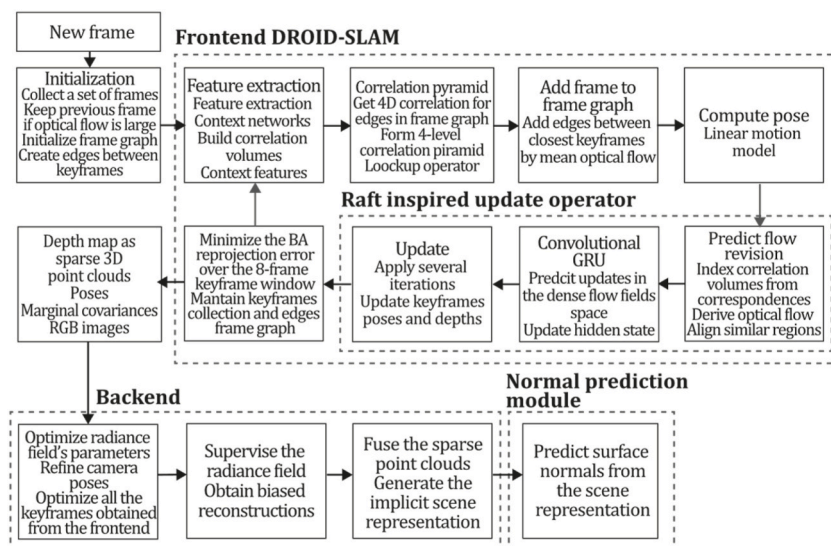 New frame
Frontend DROID-SLAM
Initialization
Collect a set of frames
Keep previous frame
if optical flow is large
Initialize frame graph
Create edges between
keyframes
Feature extraction
Feature extraction
Context networks
Build correlation
volumes
Context features
Correlation pyramid
Get 4D correlation for
edges in frame graph
Form 4-level
correlation piramid
Loockup operator
Add frame to
frame graph
Add edges between
closest keyframes
by mean optical flow
Compute pose
Linear motion
model
Raft inspired update operator
Predict flow
revision
Index correlation
volumes from
correspondences
Derive optical flow
Align similar regions
Convolutional
GRU
Predcit updates in
the dense flow fields
space
Update hidden state
Update
Apply several
iterations
Update keyframes
poses and depths
Minimize the BA
reprojection error
over the 8-frame
keyframe window
Mantain keyframes
collection and edges
frame graph
Depth map as
sparse 3D
point clouds
Poses
Marginal covariances
RGB images
Backend
Optimize radiance
field's parameters
Refine camera
poses
Optimize all the
keyframes obtained
from the frontend
Supervise the
radiance field
Obtain biased
reconstructions
Fuse the sparse
point clouds
Generate the
implicit scene
representation
Normal prediction
module
Predict surface
normals from
the scene
representation